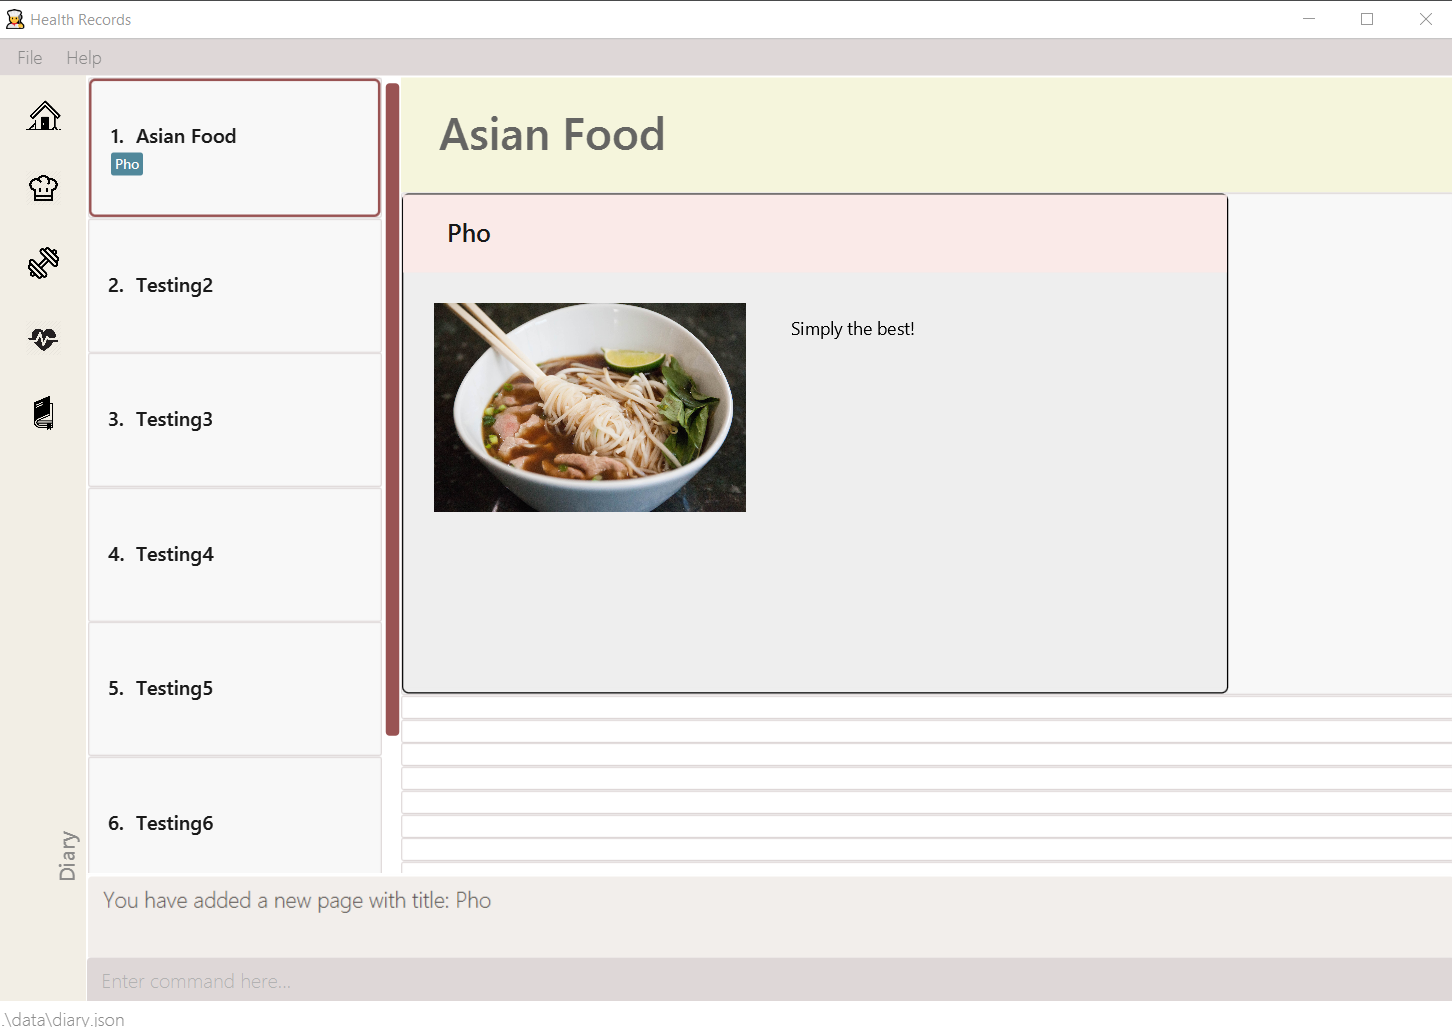 Health Records
File Help
1. Asian Food
Pho
2. Testing2
3. Testing3
4. Testing4
5. Testing5
6. Testing6
Diary
Asian Food
Pho
Simply the best!
You have added a new page with title: Pho
Enter command here...
.\data\diary.json